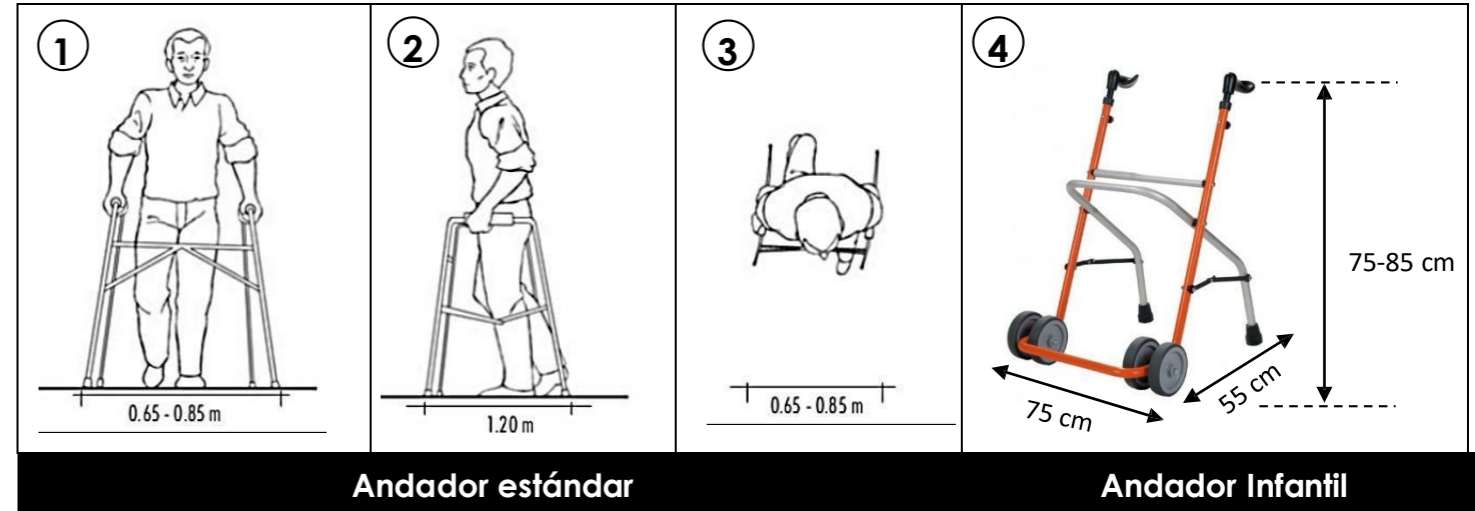 1
2
3
4
0.65 - 0.85 m
1.20 m
0.65 - 0.85 m
75 cm
55 cm
75-85 cm
Andador estándar
Andador Infantil